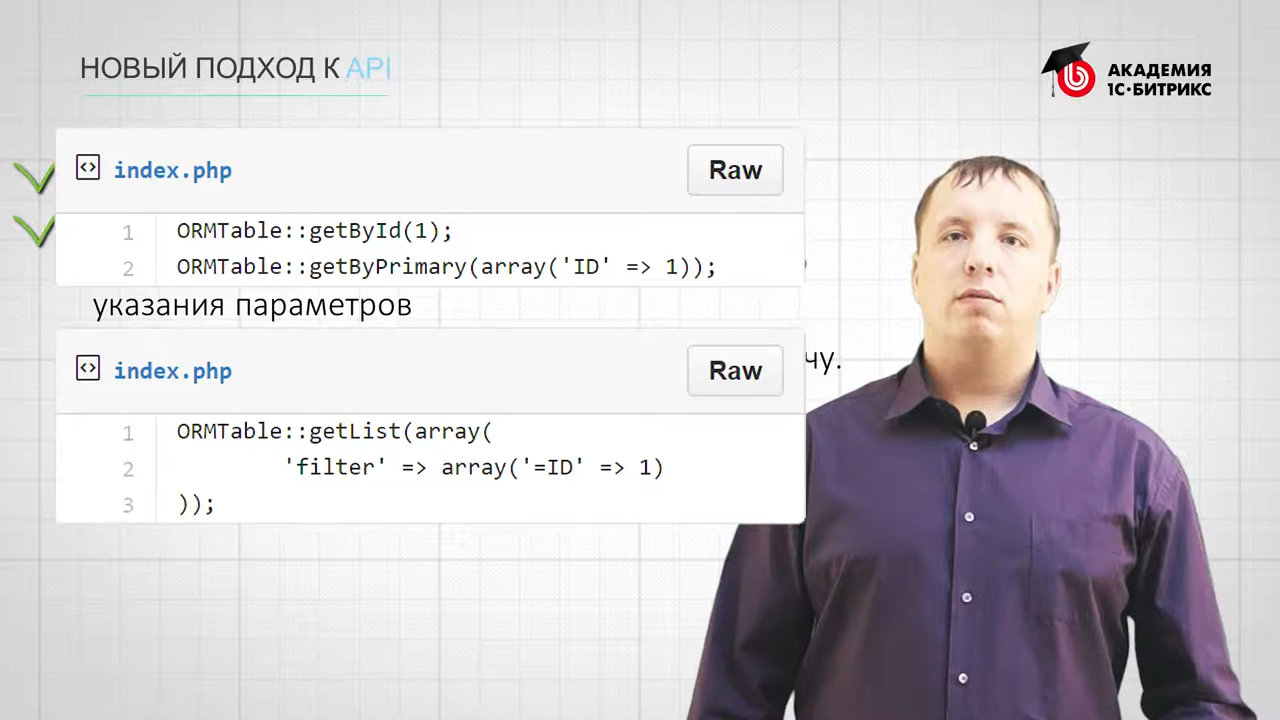 НОВЫЙ ПОДХОД К API
АКАДЕМИЯ
1С·БИТРИКС
index.php
Raw
1 ORMTable::getById(1);
2 ORMTable::getByPrimary(array('ID' => 1));
указания параметров
чу.
index.php
Raw
1 ORMTable::getList(array(
2 'filter' => array('=ID' => 1)
3 ));